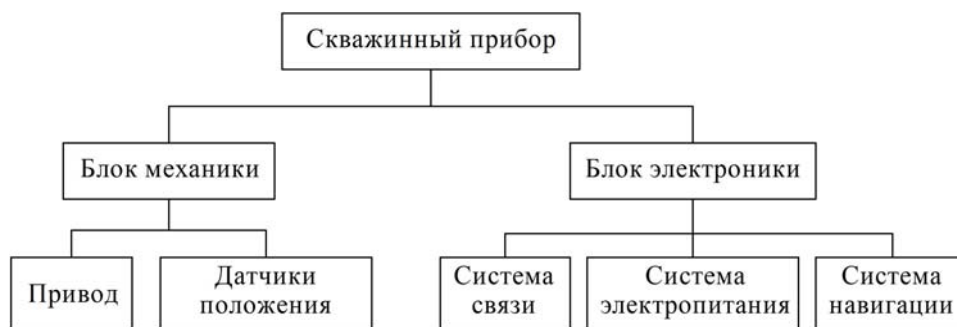 Скважинный прибор
Блок механики
Блок электроники
Привод
Датчики
положения
Система
связи
Система
электропитания
Система
навигации